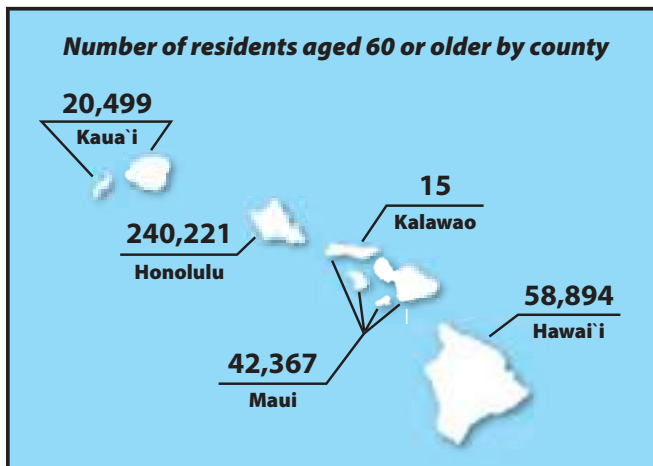 Number of residents aged 60 or older by county
20,499
Kaua`i
15
Kalawao
240,221
Honolulu
58,894
Hawai`i
42,367
Maui